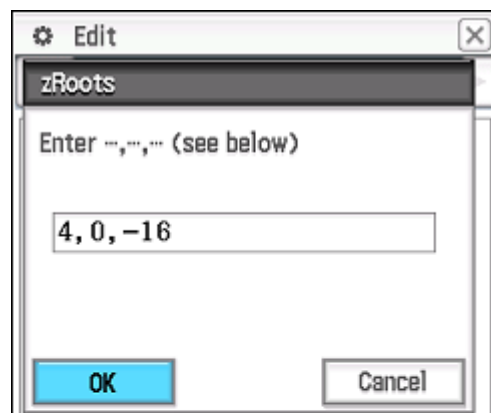 Edit
zRoots
Enter ┄,┄,┄ (see below)
4, 0, −16
OK
Cancel